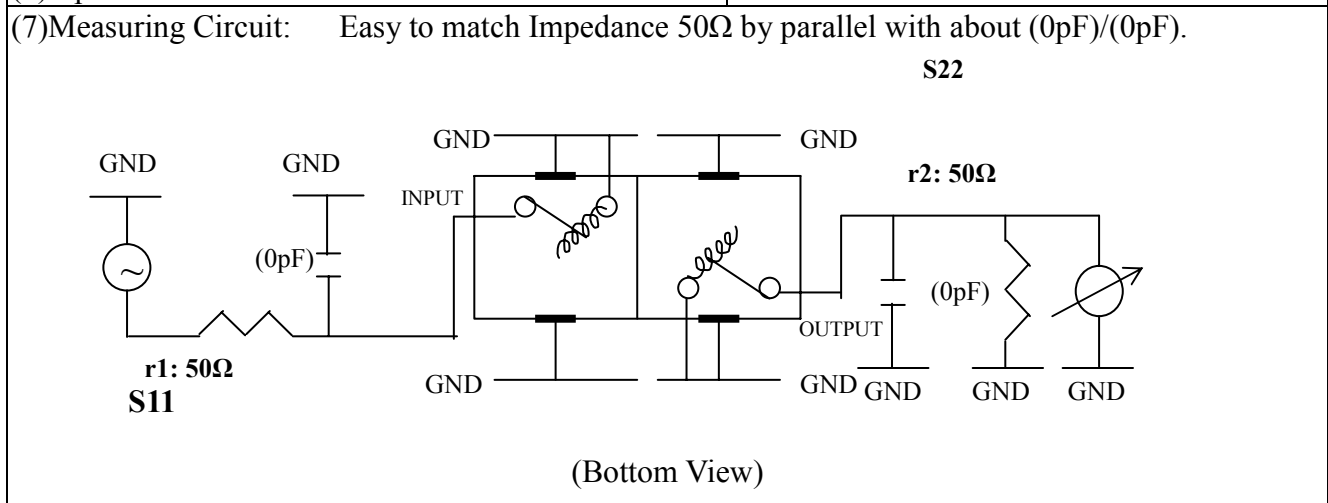 (7)Measuring Circuit: Easy to match Impedance 50Ω by parallel with about (0pF)/(0pF).
S22
GND GND
GND GND
r2: 50Ω
INPUT
(0pF)
~
(0pF)
OUTPUT
r1: 50Ω
GND GND GND GND GND
S11
(Bottom View)